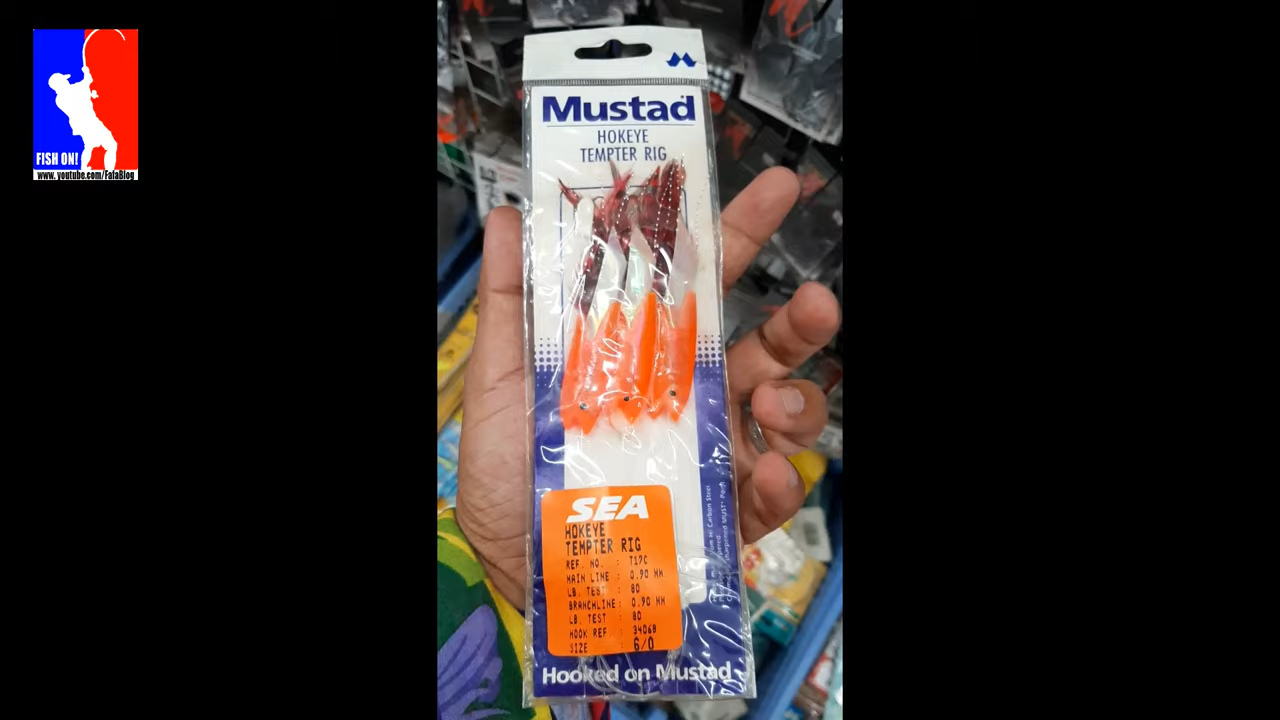 FISH ON!
www.youtube.com/FafaBlog
Mustad
HOKEYE
TEMPTER RIG
SEA
HOKEYE
TEMPTER RIG
REF. NO. : T17C
MAIN LINE : 0.90 MM
LB. TEST : 80
BRANCHLINE : 0.90 MM
LB. TEST : 80
HOOK REF. : 34068
SIZE : 6/0
Hooked on Mustad
Carbon Steel